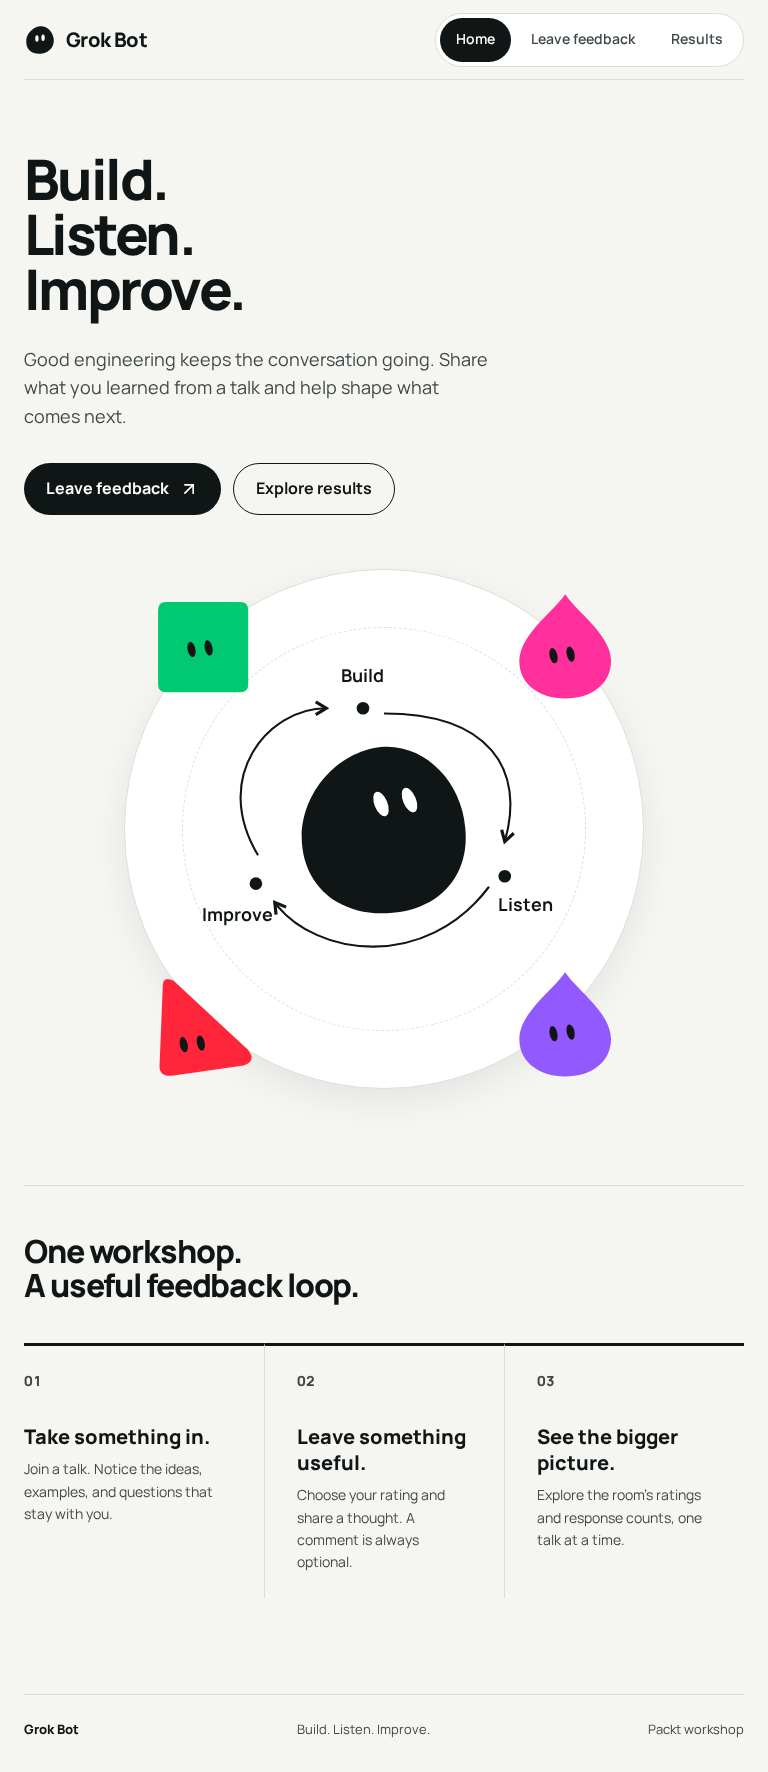 Grok Bot
Home
Leave feedback
Results
Build.
Listen.
Improve.
Good engineering keeps the conversation going. Share
what you learned from a talk and help shape what
comes next.
Leave feedback
Explore results
Build
Listen
Improve
One workshop.
A useful feedback loop.
01
Take something in.
Join a talk. Notice the ideas,
examples, and questions that
stay with you.
02
Leave something
useful.
Choose your rating and
share a thought. A
comment is always
optional.
03
See the bigger
picture.
Explore the room's ratings
and response counts, one
talk at a time.
Grok Bot
Build. Listen. Improve.
Packt workshop